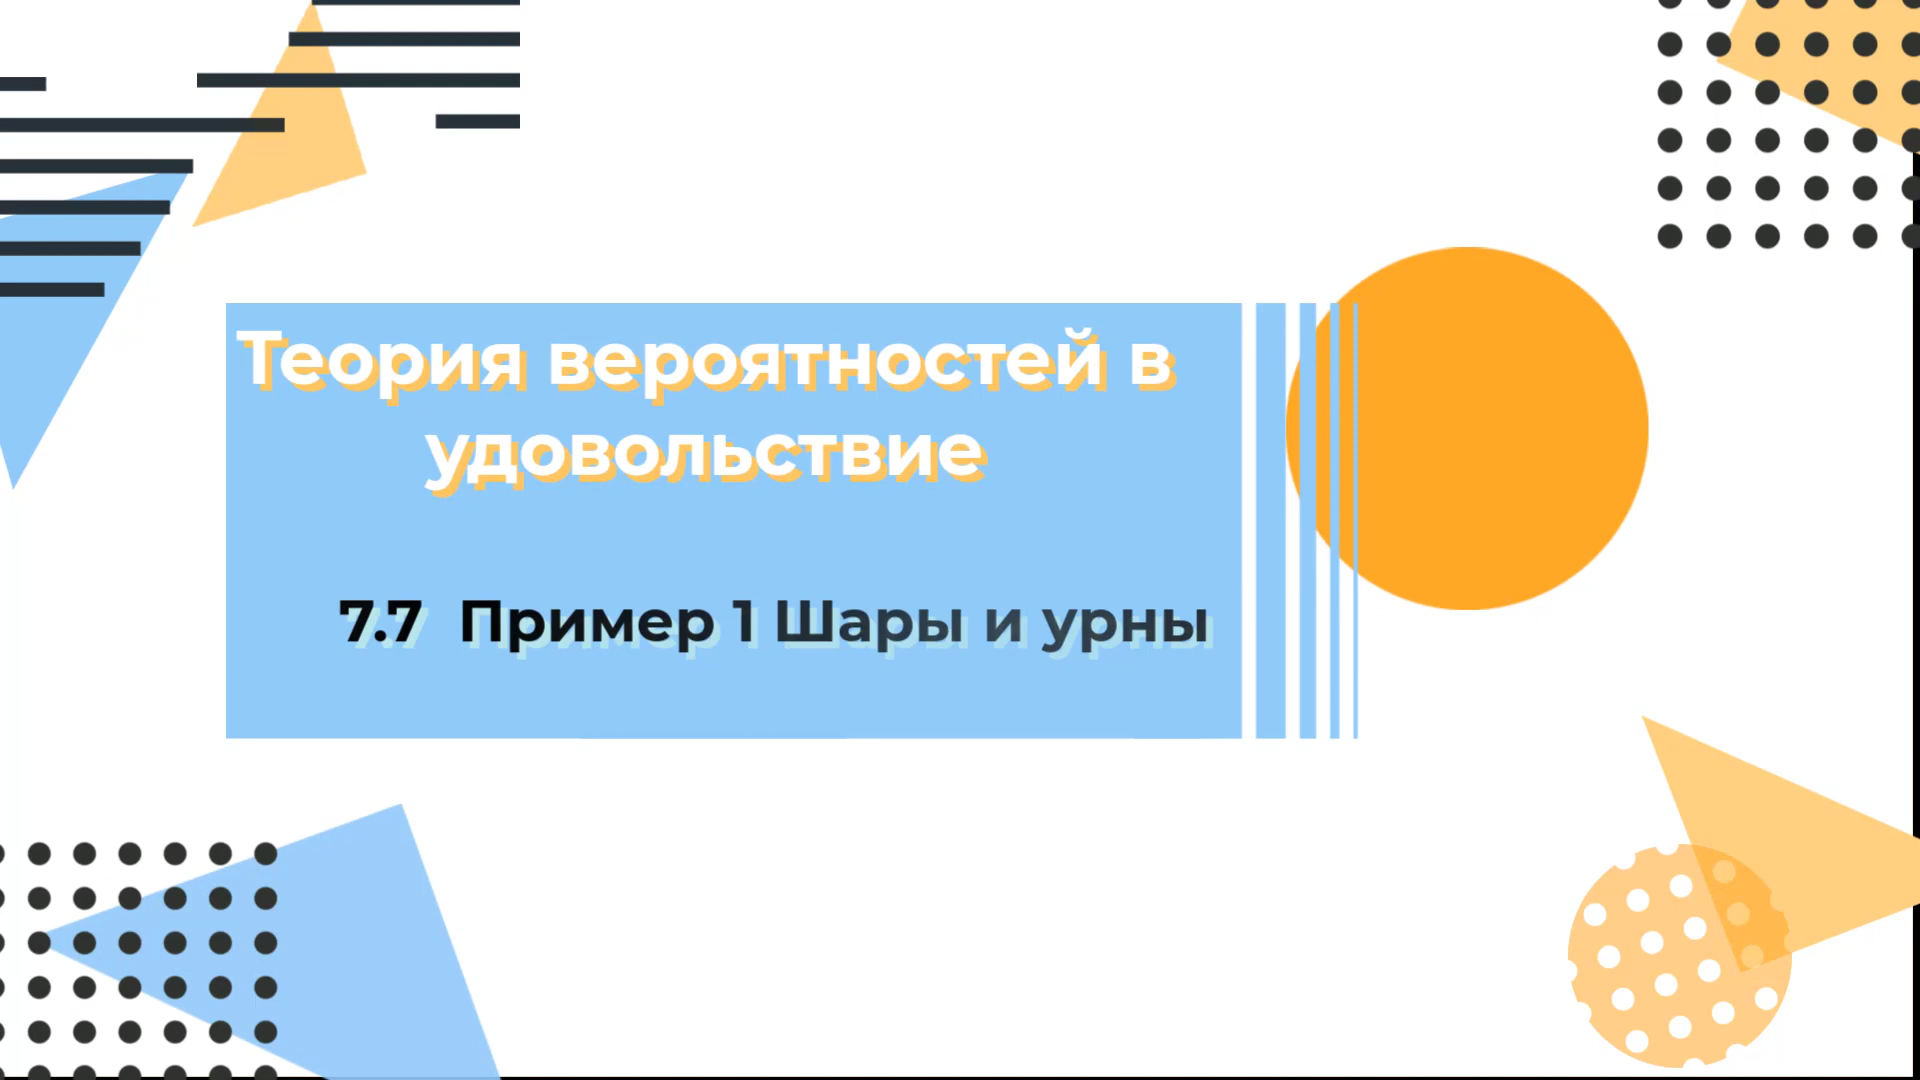 Теория вероятностей в
удовольствие
7.7 Пример 1 Шары и урны